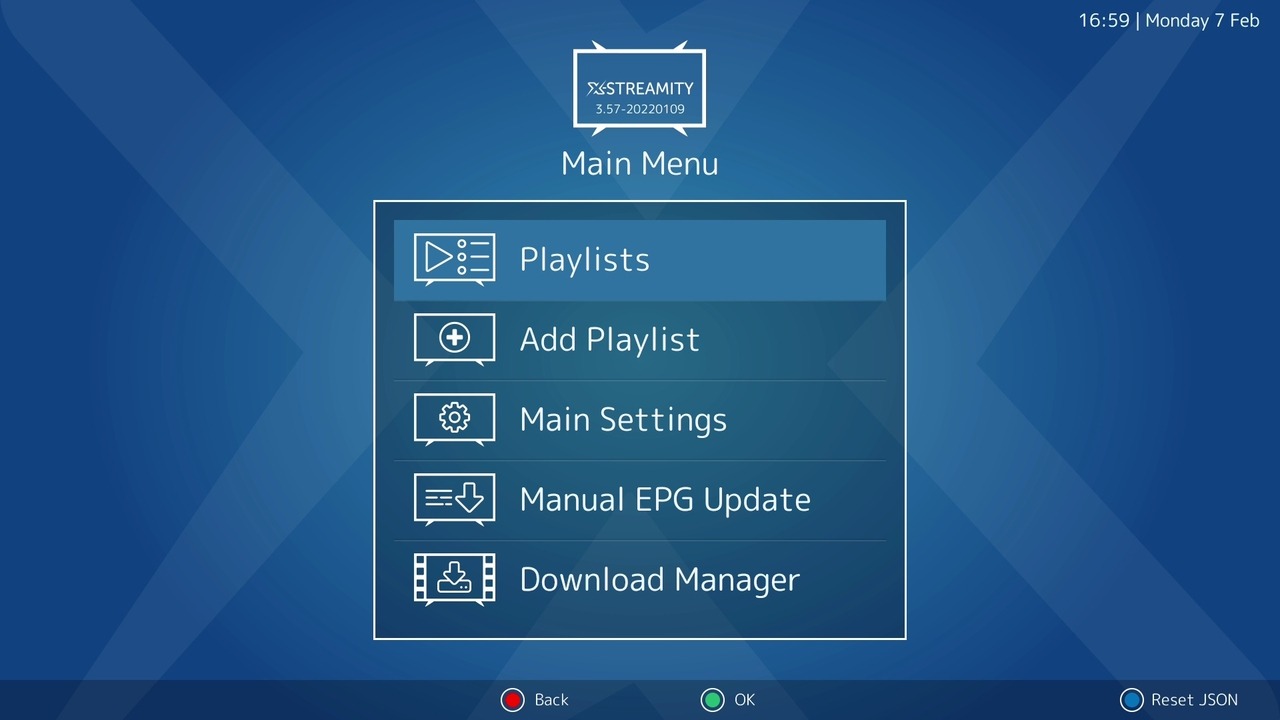 16:59 | Monday 7 Feb
XSTREAMITY
3.57-20220109
Main Menu
Playlists
Add Playlist
Main Settings
Manual EPG Update
Download Manager
Back
OK
Reset JSON